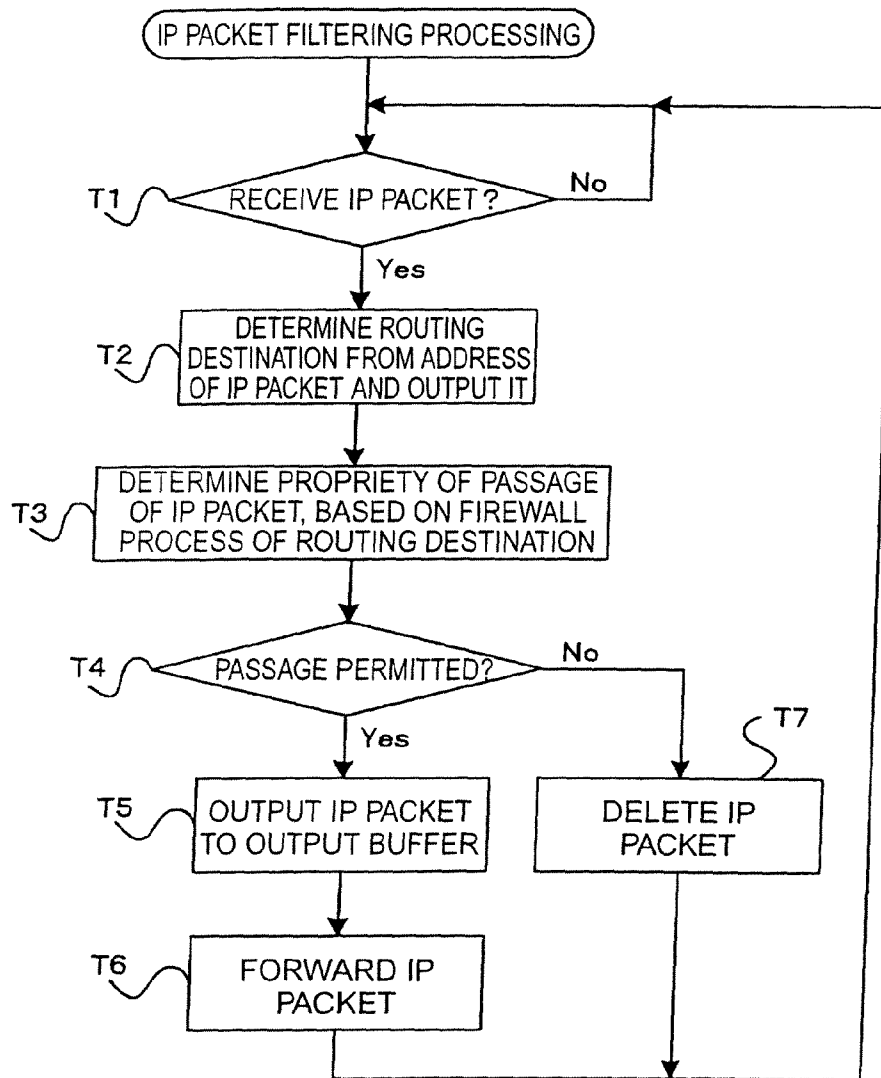 IP PACKET FILTERING PROCESSING
T1
RECEIVE IP PACKET?
No
Yes
T2
DETERMINE ROUTING
DESTINATION FROM ADDRESS
OF IP PACKET AND OUTPUT IT
T3
DETERMINE PROPRIETY OF PASSAGE
OF IP PACKET, BASED ON FIREWALL
PROCESS OF ROUTING DESTINATION
T4
PASSAGE PERMITTED?
No
Yes
T7
T5
OUTPUT IP PACKET
TO OUTPUT BUFFER
DELETE IP
PACKET
T6
FORWARD IP
PACKET